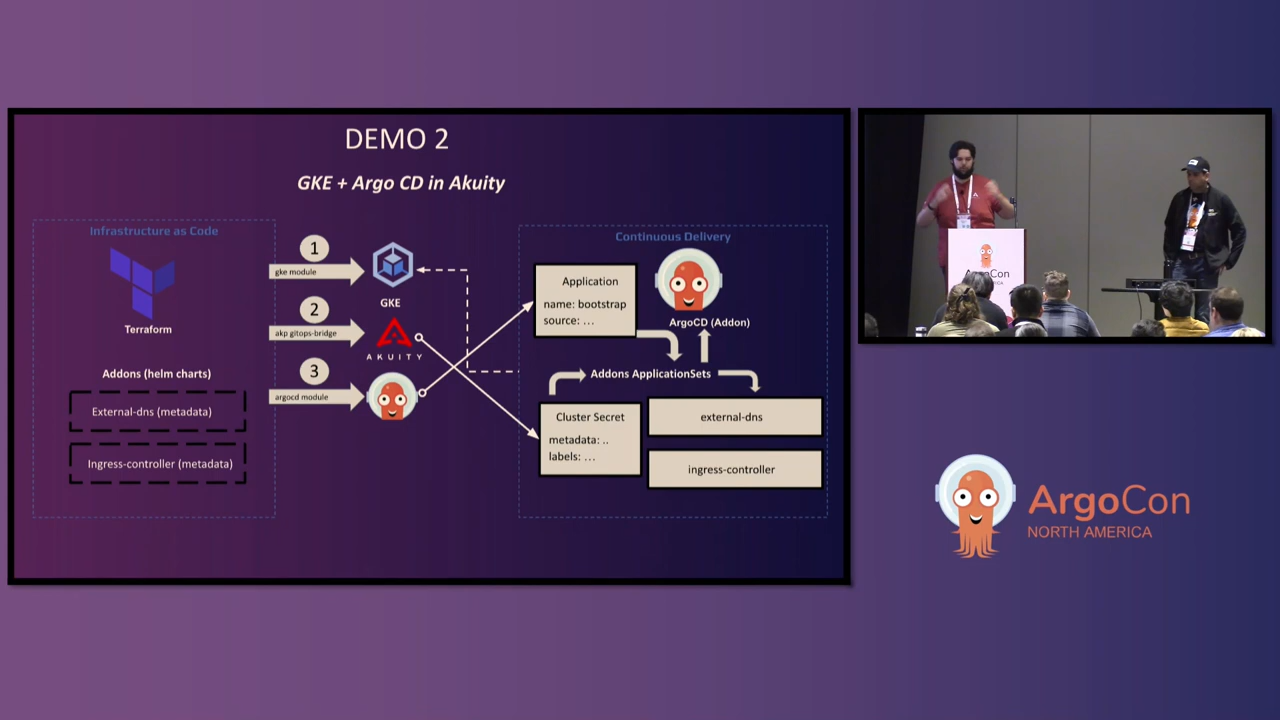 DEMO 2
GKE + Argo CD in Akuity
Infrastructure as Code
Terraform
Addons (helm charts)
External-dns (metadata)
Ingress-controller (metadata)
1
gke module
GKE
2
akp gitops-bridge
AKUITY
3
argocd module
Continuous Delivery
Application
name: bootstrap
source: ...
ArgoCD (Addon)
Addons ApplicationSets
Cluster Secret
metadata: ..
labels: ...
external-dns
ingress-controller
ArgoCon
ArgoCon
NORTH AMERICA